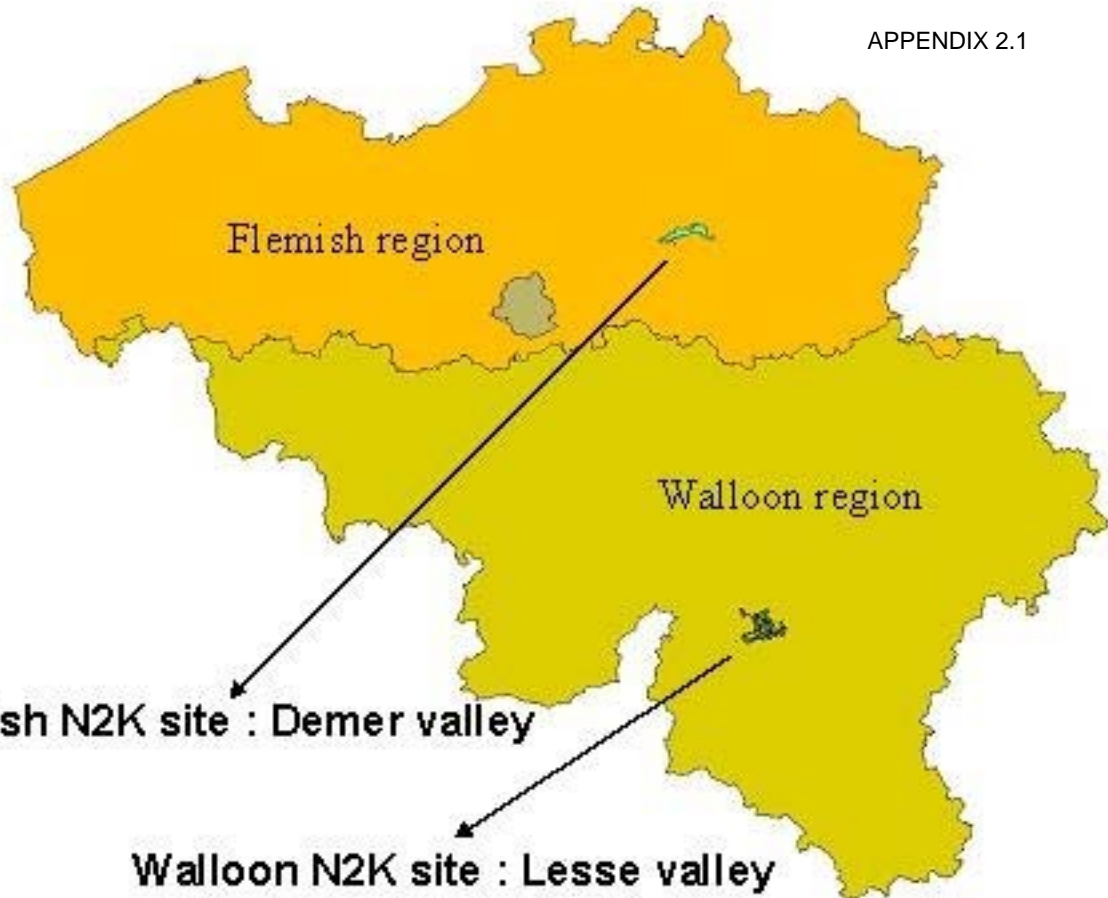 APPENDIX 2.1
Flemish region
Walloon region
sh N2K site : Demer valley
Walloon N2K site : Lesse valley